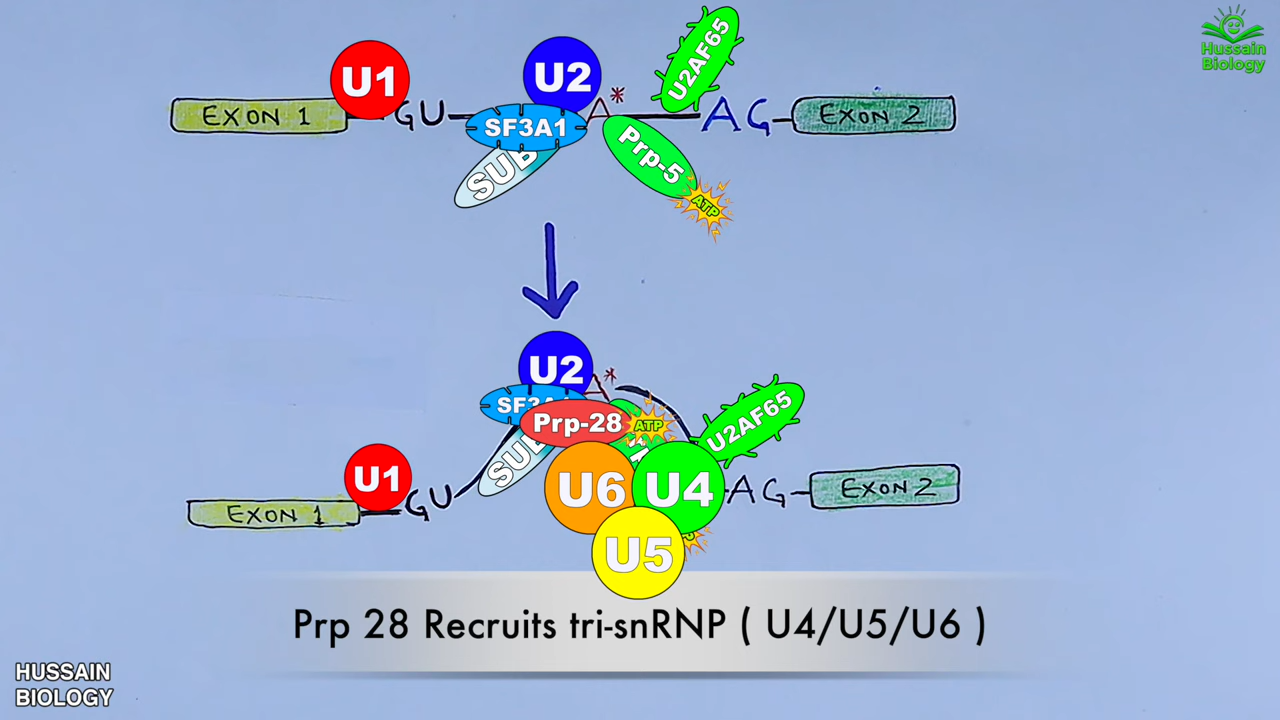 Hussain
Biology
U2AF65
U1
U2
EXON 1
GU
SF3A1
A*
AG
EXON 2
SUB
Prp-5
ATP
U2
A*
SF3A
Prp-28
ATP
U2AF65
SUB
U1
GU
U6
U4
AG
EXON 2
EXON 1
U5
Prp 28 Recruits tri-snRNP ( U4/U5/U6 )
HUSSAIN
BIOLOGY